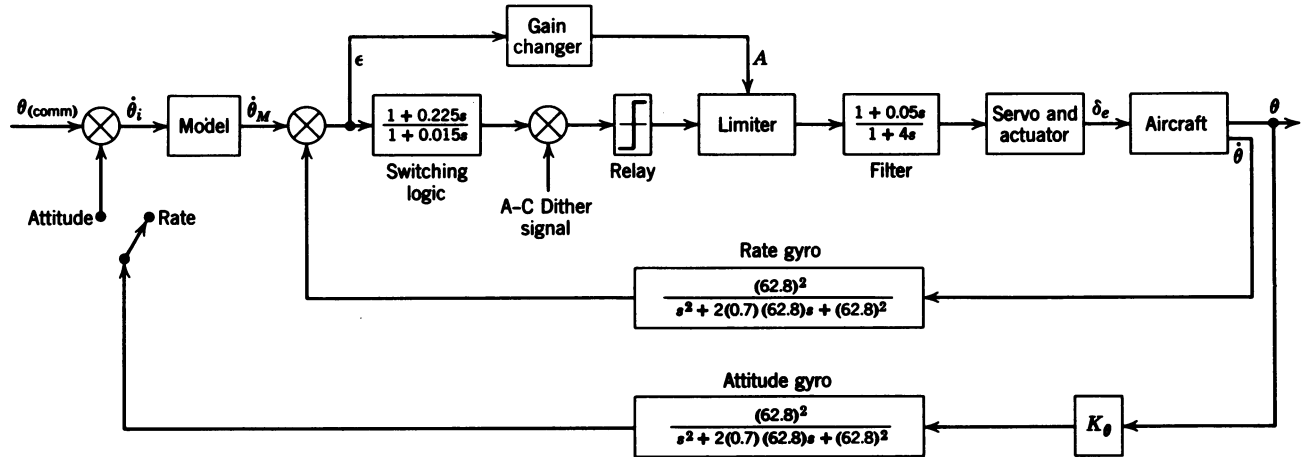 Gain
changer
ϵ
A
θ(comm)
θ̇i
Model
θ̇M
1 + 0.225s
1 + 0.015s
Switching
logic
A–C Dither
signal
Relay
Limiter
1 + 0.05s
1 + 4s
Filter
Servo and
actuator
δe
Aircraft
θ
θ̇
Attitude
Rate
Rate gyro
(62.8)²
s² + 2(0.7)(62.8)s + (62.8)²
Attitude gyro
(62.8)²
s² + 2(0.7)(62.8)s + (62.8)²
Kθ